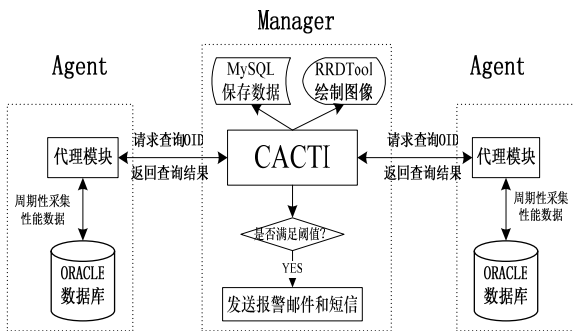 Manager
Agent
Agent
MySQL
保存数据
RRDTool
绘制图像
代理模块
请求查询OID
返回查询结果
CACTI
请求查询OID
返回查询结果
代理模块
周期性采集
性能数据
周期性采集
性能数据
是否满足阈值?
YES
ORACLE
数据库
发送报警邮件和短信
ORACLE
数据库